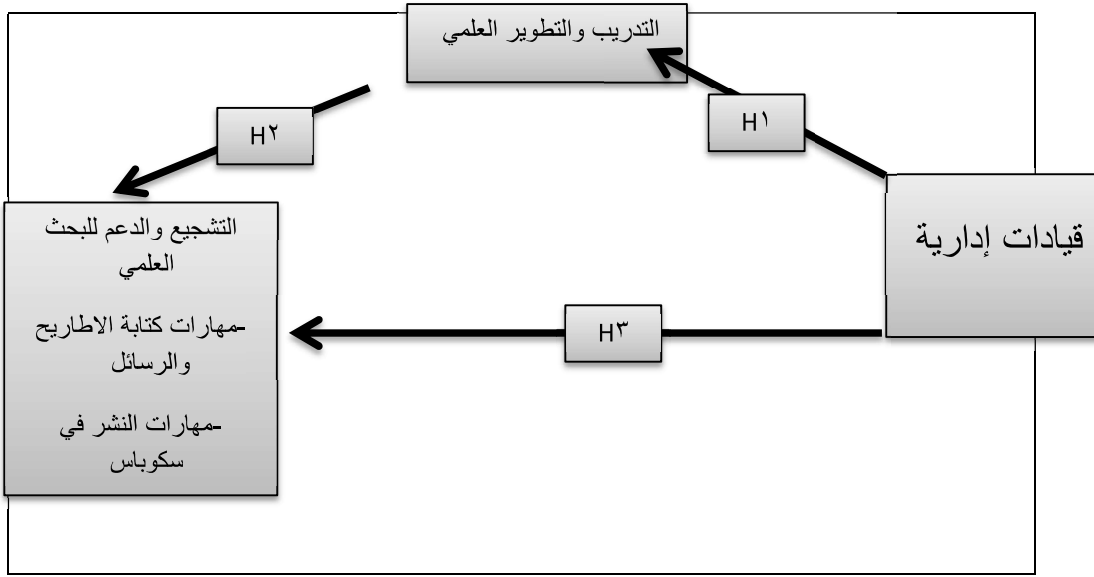 التدريب والتطوير العلمي
H١
H٢
قيادات إدارية
التشجيع والدعم للبحث
العلمي
-مهارات كتابة الاطاريح
والرسائل
-مهارات النشر في
سكوباس
H٣